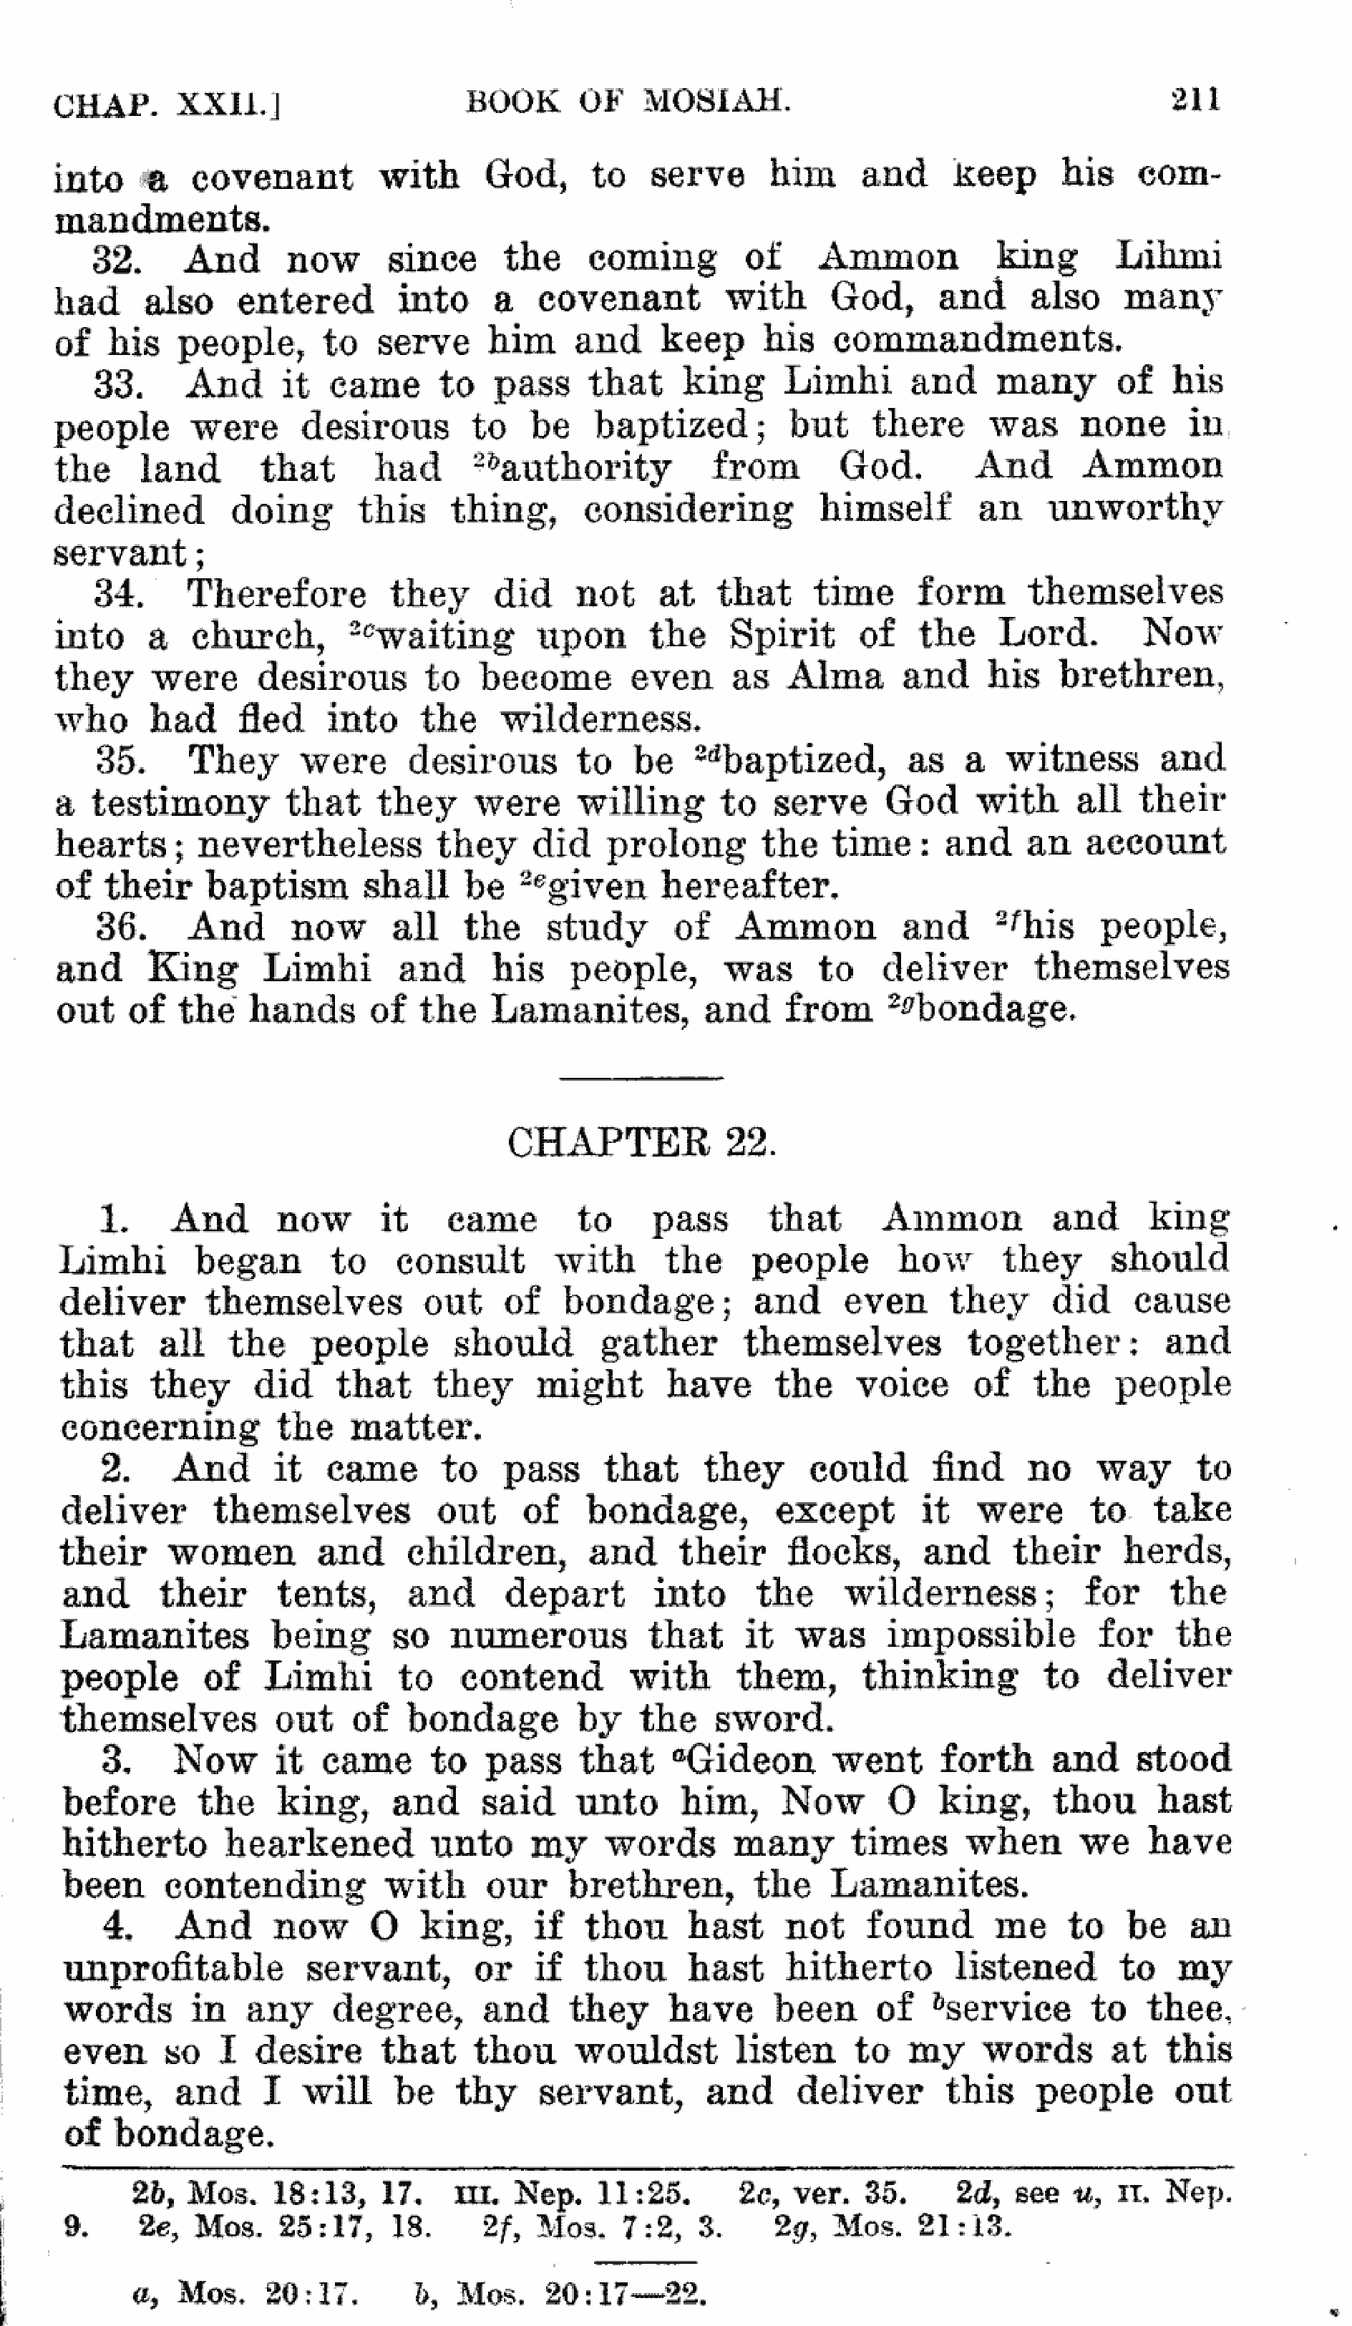 CHAP. XXII.] BOOK OF MOSIAH. 211
into a covenant with God, to serve him and keep his com-
mandments.
32. And now since the coming of Ammon king Lihmi
had also entered into a covenant with God, and also many
of his people, to serve him and keep his commandments.
33. And it came to pass that king Limhi and many of his
people were desirous to be baptized; but there was none in
the land that had 2bauthority from God. And Ammon
declined doing this thing, considering himself an unworthy
servant;
34. Therefore they did not at that time form themselves
into a church, 2cwaiting upon the Spirit of the Lord. Now
they were desirous to become even as Alma and his brethren,
who had fled into the wilderness.
35. They were desirous to be 2dbaptized, as a witness and
a testimony that they were willing to serve God with all their
hearts; nevertheless they did prolong the time: and an account
of their baptism shall be 2egiven hereafter.
36. And now all the study of Ammon and 2fhis people,
and King Limhi and his people, was to deliver themselves
out of the hands of the Lamanites, and from 2gbondage.
CHAPTER 22.
1. And now it came to pass that Ammon and king
Limhi began to consult with the people how they should
deliver themselves out of bondage; and even they did cause
that all the people should gather themselves together: and
this they did that they might have the voice of the people
concerning the matter.
2. And it came to pass that they could find no way to
deliver themselves out of bondage, except it were to take
their women and children, and their flocks, and their herds,
and their tents, and depart into the wilderness; for the
Lamanites being so numerous that it was impossible for the
people of Limhi to contend with them, thinking to deliver
themselves out of bondage by the sword.
3. Now it came to pass that aGideon went forth and stood
before the king, and said unto him, Now O king, thou hast
hitherto hearkened unto my words many times when we have
been contending with our brethren, the Lamanites.
4. And now O king, if thou hast not found me to be an
unprofitable servant, or if thou hast hitherto listened to my
words in any degree, and they have been of bservice to thee,
even so I desire that thou wouldst listen to my words at this
time, and I will be thy servant, and deliver this people out
of bondage.
2b, Mos. 18:13, 17. III. Nep. 11:25. 2c, ver. 35. 2d, see u, II. Nep.
9. 2e, Mos. 25:17, 18. 2f, Mos. 7:2, 3. 2g, Mos. 21:13.
a, Mos. 20:17. b, Mos. 20:17—22.